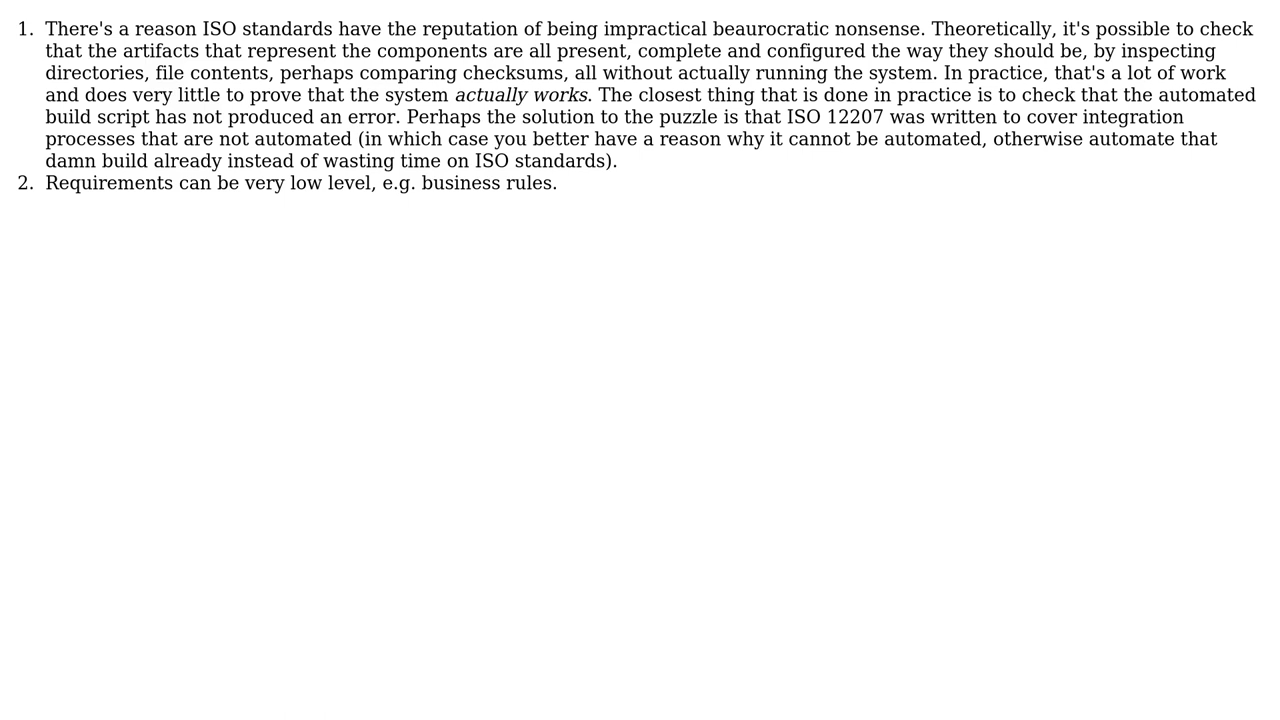 1. There's a reason ISO standards have the reputation of being impractical beaurocratic nonsense. Theoretically, it's possible to check
that the artifacts that represent the components are all present, complete and configured the way they should be, by inspecting
directories, file contents, perhaps comparing checksums, all without actually running the system. In practice, that's a lot of work
and does very little to prove that the system actually works. The closest thing that is done in practice is to check that the automated
build script has not produced an error. Perhaps the solution to the puzzle is that ISO 12207 was written to cover integration
processes that are not automated (in which case you better have a reason why it cannot be automated, otherwise automate that
damn build already instead of wasting time on ISO standards).
2. Requirements can be very low level, e.g. business rules.